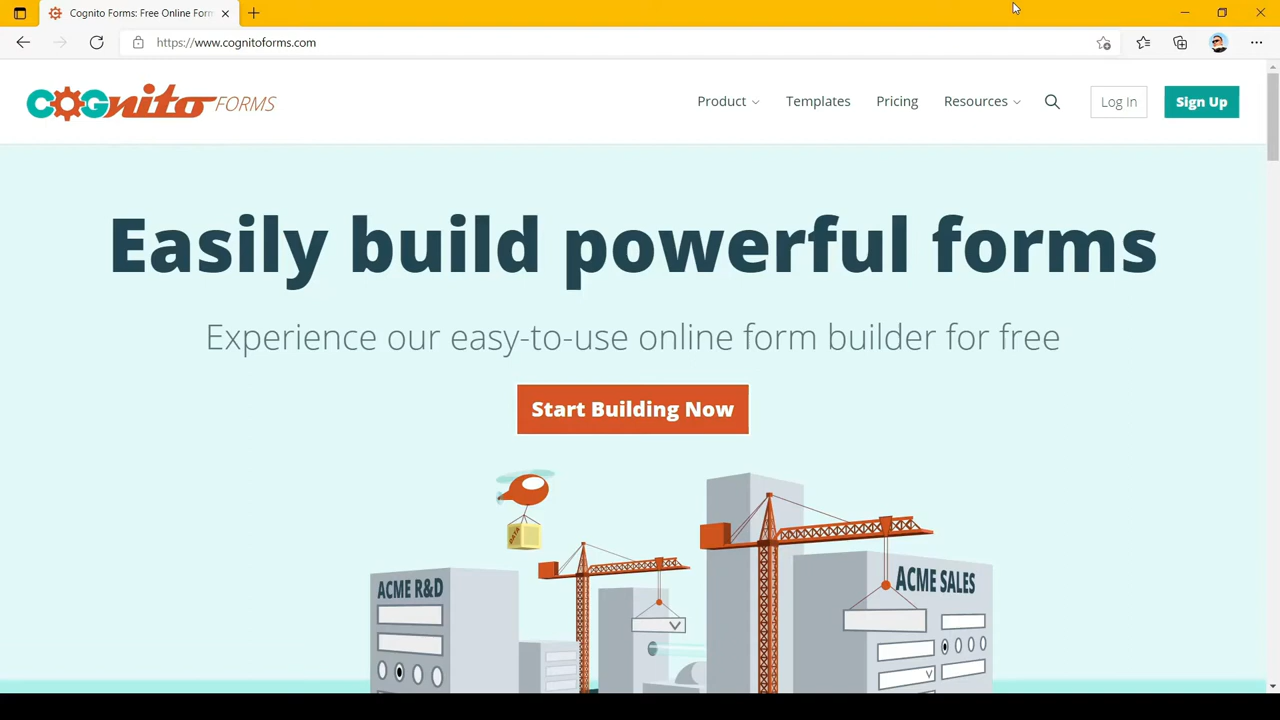 Cognito Forms: Free Online Form
https://www.cognitoforms.com
COGnito FORMS
Product
Templates
Pricing
Resources
Log In
Sign Up
Easily build powerful forms
Experience our easy-to-use online form builder for free
Start Building Now
DATA
ACME R&D
ACME SALES